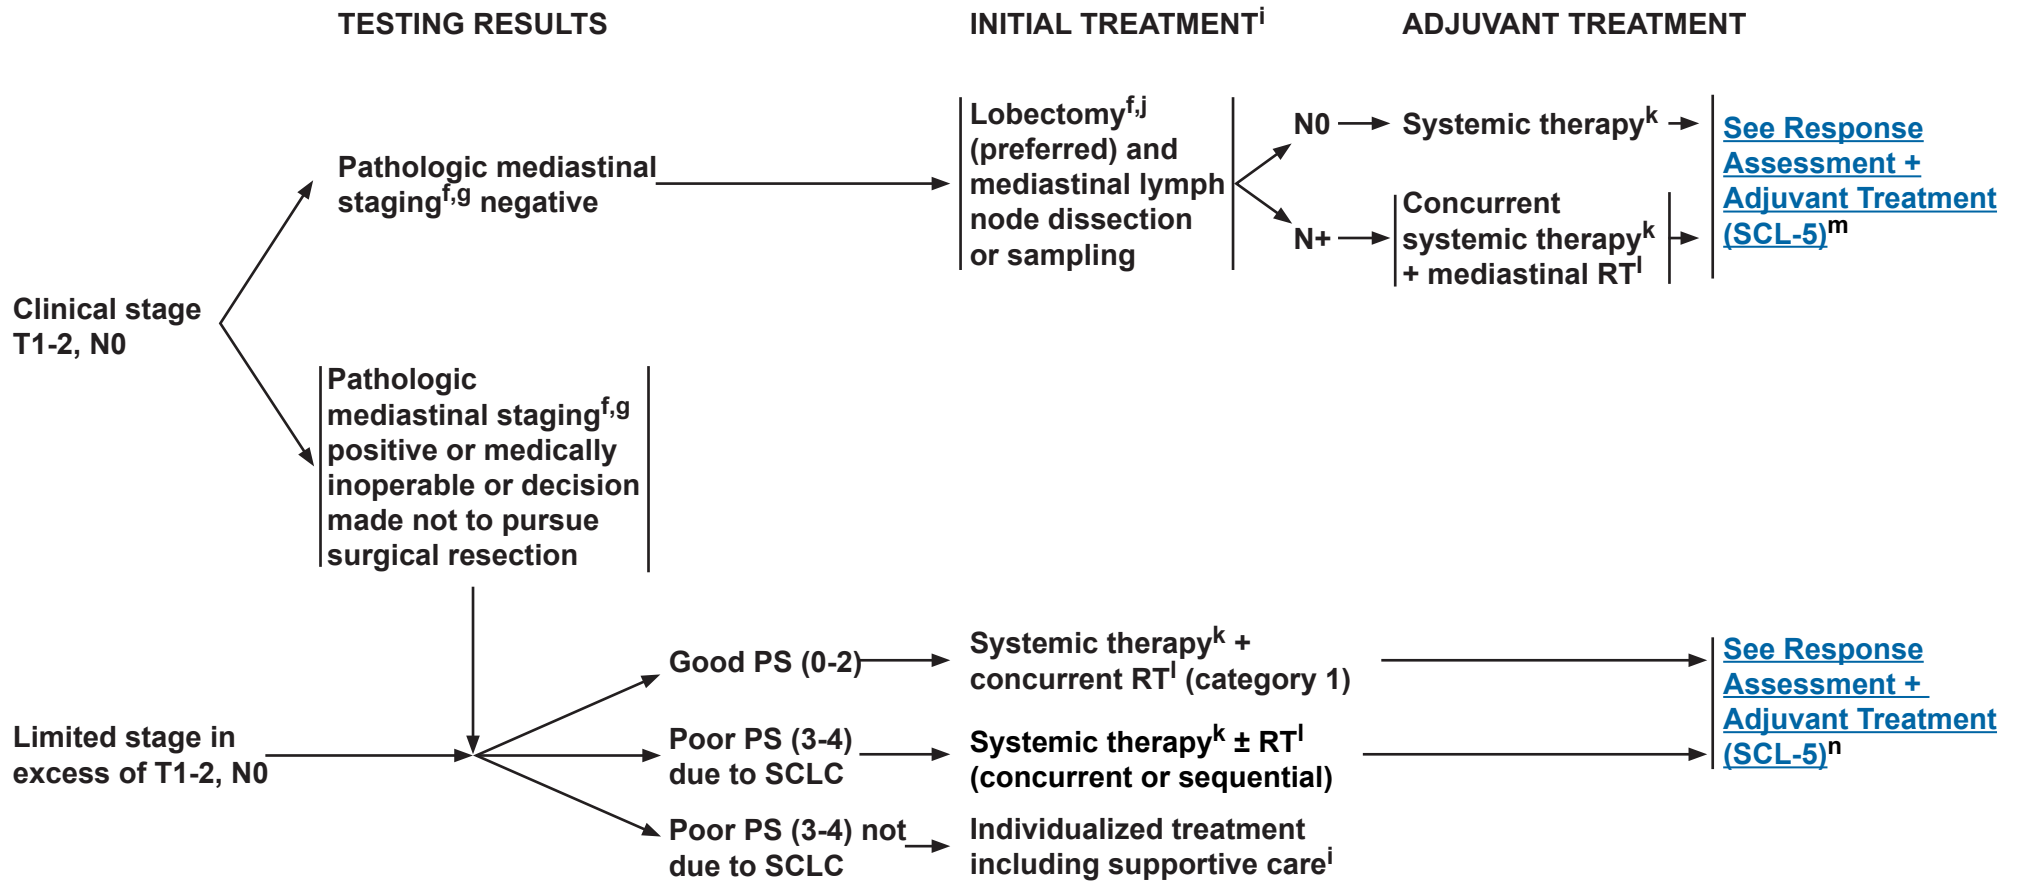 TESTING RESULTS
INITIAL TREATMENTi
ADJUVANT TREATMENT
Clinical stage
T1-2, N0
Pathologic mediastinal
stagingf,g negative
Lobectomyf,j
(preferred) and
mediastinal lymph
node dissection
or sampling
N0
Systemic therapyk
N+
Concurrent
systemic therapyk
+ mediastinal RTl
See Response
Assessment +
Adjuvant Treatment
(SCL-5)m
Pathologic
mediastinal stagingf,g
positive or medically
inoperable or decision
made not to pursue
surgical resection
Limited stage in
excess of T1-2, N0
Good PS (0-2)
Systemic therapyk +
concurrent RTl (category 1)
Poor PS (3-4)
due to SCLC
Systemic therapyk ± RTl
(concurrent or sequential)
See Response
Assessment +
Adjuvant Treatment
(SCL-5)n
Poor PS (3-4) not
due to SCLC
Individualized treatment
including supportive carei